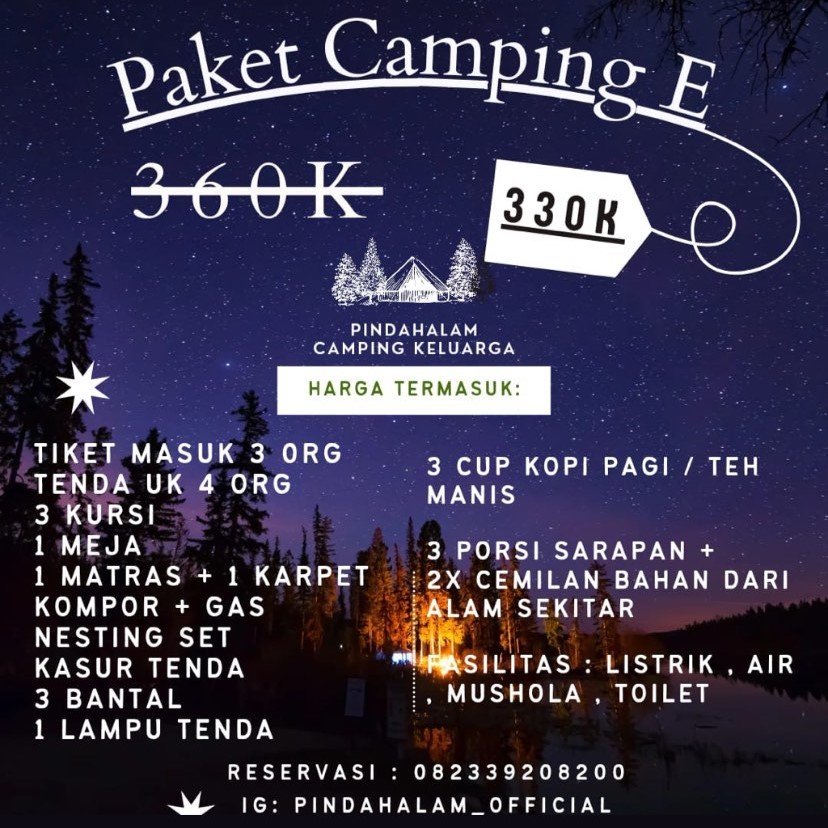 Paket Camping E
360K
330K
PINDAHALAM
CAMPING KELUARGA
HARGA TERMASUK:
TIKET MASUK 3 ORG
TENDA UK 4 ORG
3 KURSI
1 MEJA
1 MATRAS + 1 KARPET
KOMPOR + GAS
NESTING SET
KASUR TENDA
3 BANTAL
1 LAMPU TENDA
3 CUP KOPI PAGI / TEH
MANIS
3 PORSI SARAPAN +
2X CEMILAN BAHAN DARI
ALAM SEKITAR
FASILITAS : LISTRIK , AIR
, MUSHOLA , TOILET
RESERVASI : 082339208200
IG: PINDAHALAM_OFFICIAL